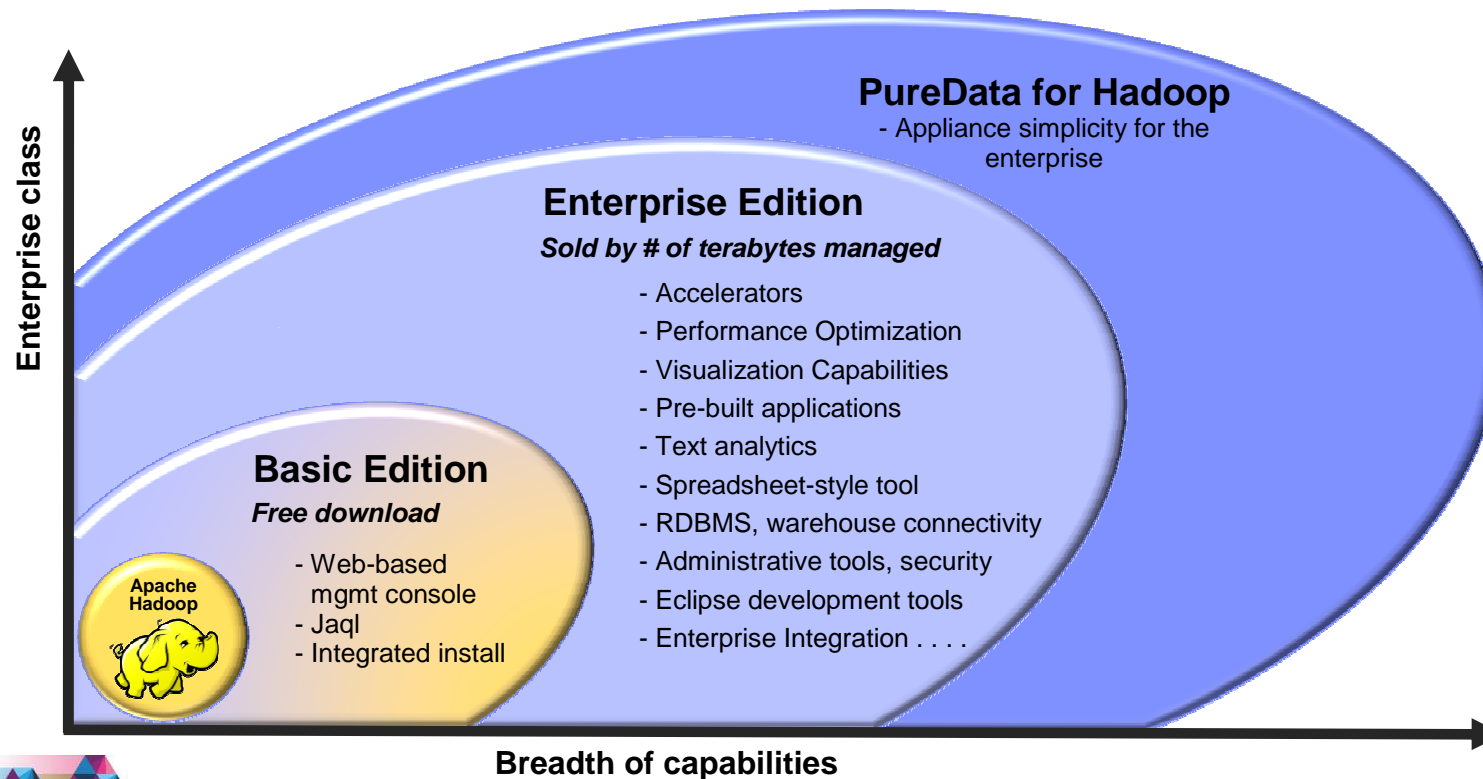 PureData for Hadoop
- Appliance simplicity for the
enterprise
Enterprise class
Enterprise Edition
Sold by # of terabytes managed
- Accelerators
- Performance Optimization
- Visualization Capabilities
- Pre-built applications
- Text analytics
- Spreadsheet-style tool
- RDBMS, warehouse connectivity
- Administrative tools, security
- Eclipse development tools
- Enterprise Integration . . . .
Basic Edition
Free download
- Web-based
mgmt console
- Jaql
- Integrated install
Apache
Hadoop
Breadth of capabilities